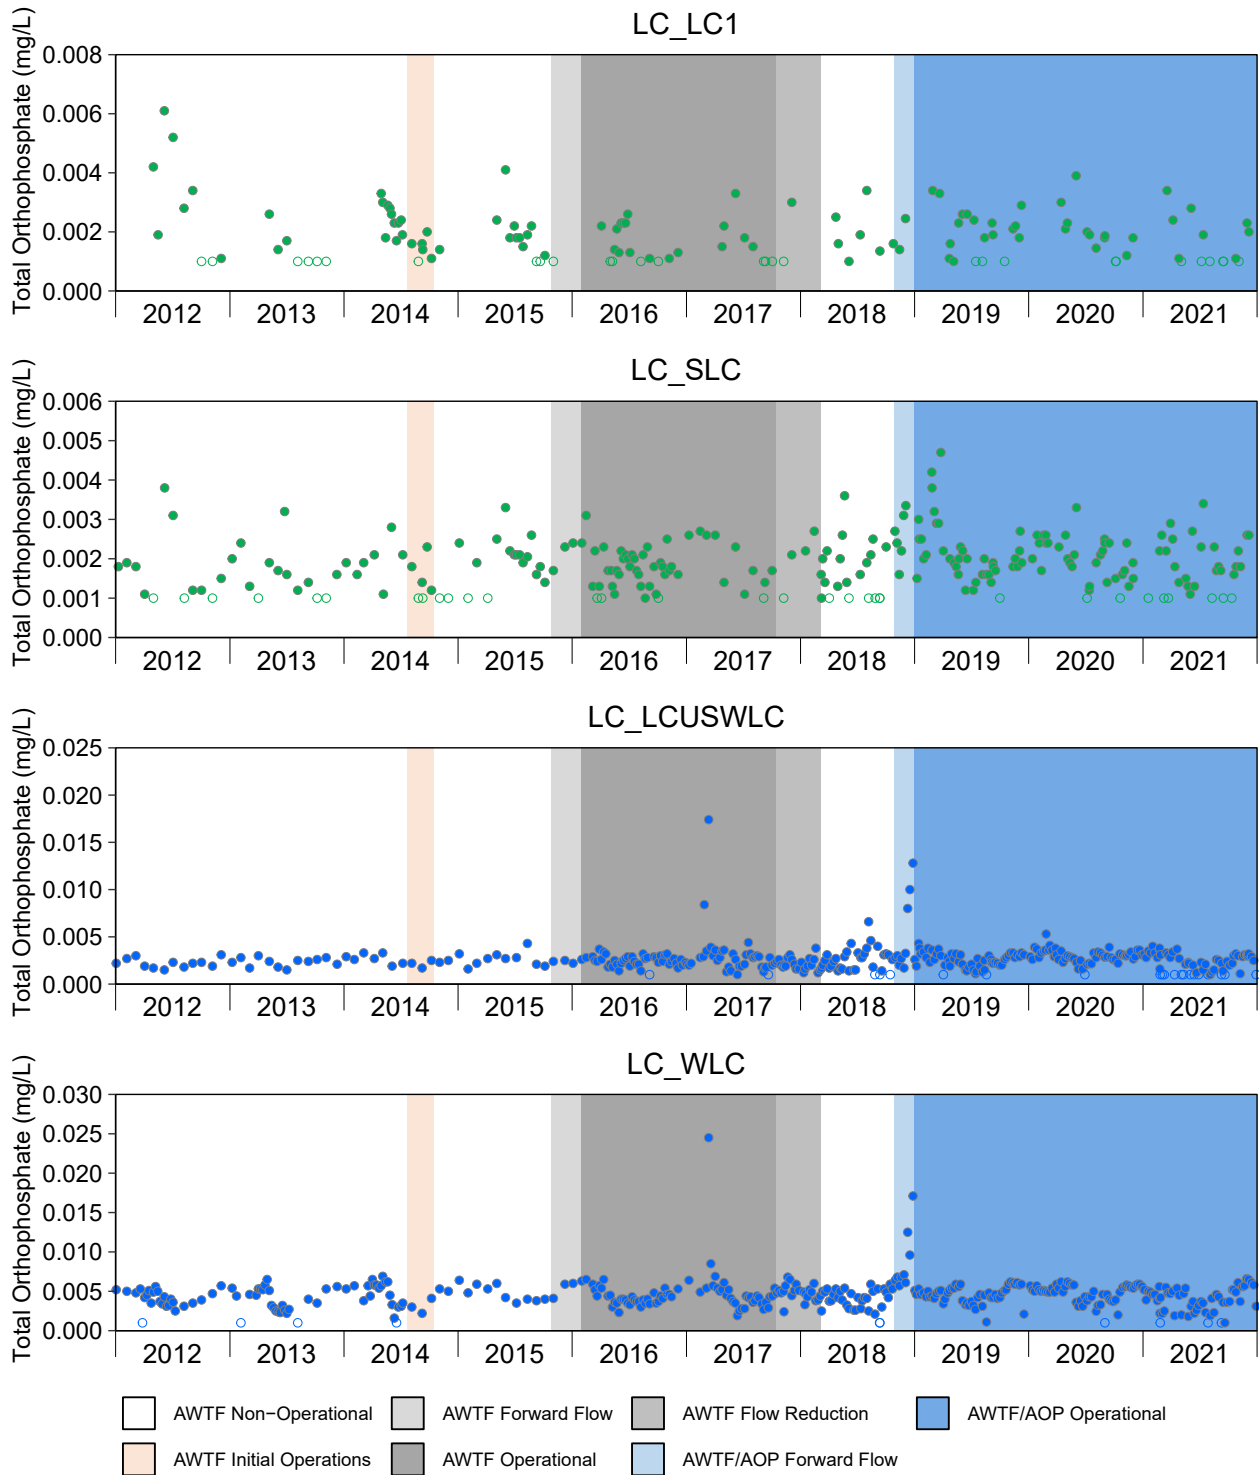 LC_LC1
Total Orthophosphate (mg/L)
0.008
0.006
0.004
0.002
0.000
2012 2013 2014 2015 2016 2017 2018 2019 2020 2021
LC_SLC
Total Orthophosphate (mg/L)
0.006
0.005
0.004
0.003
0.002
0.001
0.000
2012 2013 2014 2015 2016 2017 2018 2019 2020 2021
LC_LCUSWLC
Total Orthophosphate (mg/L)
0.025
0.020
0.015
0.010
0.005
0.000
2012 2013 2014 2015 2016 2017 2018 2019 2020 2021
LC_WLC
Total Orthophosphate (mg/L)
0.030
0.025
0.020
0.015
0.010
0.005
0.000
2012 2013 2014 2015 2016 2017 2018 2019 2020 2021
AWTF Non−Operational AWTF Forward Flow AWTF Flow Reduction AWTF/AOP Operational
AWTF Initial Operations AWTF Operational AWTF/AOP Forward Flow